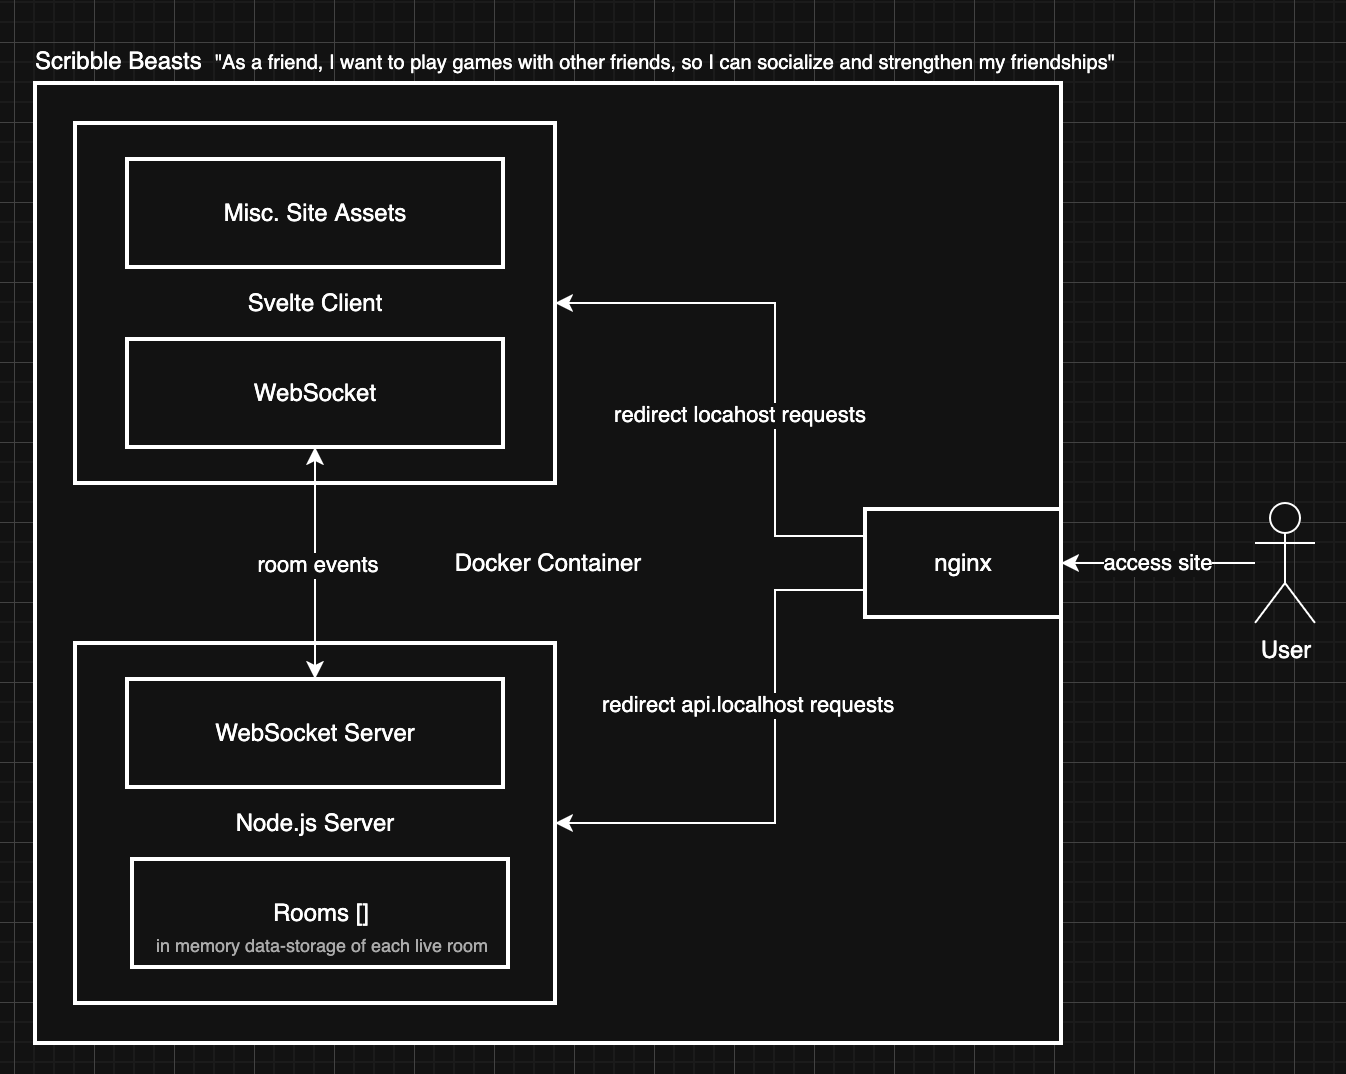 Scribble Beasts "As a friend, I want to play games with other friends, so I can socialize and strengthen my friendships"
Misc. Site Assets
Svelte Client
WebSocket
redirect locahost requests
room events
Docker Container
nginx
access site
User
redirect api.localhost requests
WebSocket Server
Node.js Server
Rooms []
in memory data-storage of each live room